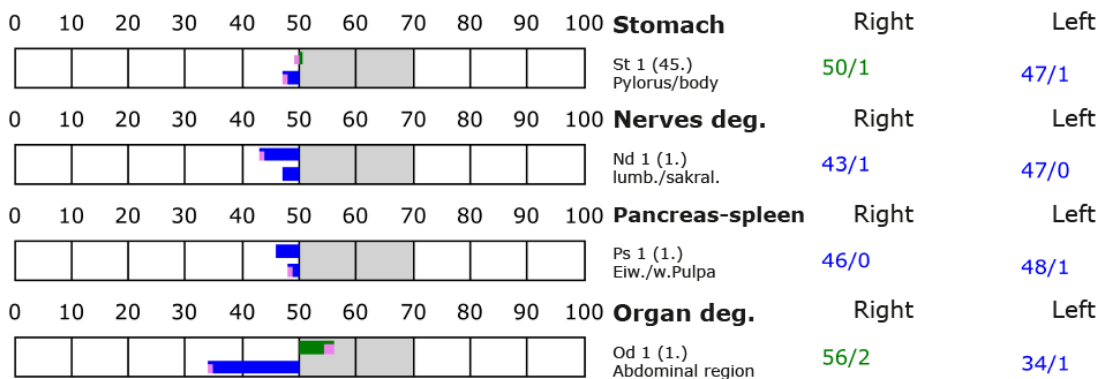 0 10 20 30 40 50 60 70 80 90 100 Stomach Right Left
St 1 (45.) 50/1 47/1
Pylorus/body
0 10 20 30 40 50 60 70 80 90 100 Nerves deg. Right Left
Nd 1 (1.) 43/1 47/0
lumb./sakral.
0 10 20 30 40 50 60 70 80 90 100 Pancreas-spleen Right Left
Ps 1 (1.) 46/0 48/1
Eiw./w.Pulpa
0 10 20 30 40 50 60 70 80 90 100 Organ deg. Right Left
Od 1 (1.) 56/2 34/1
Abdominal region